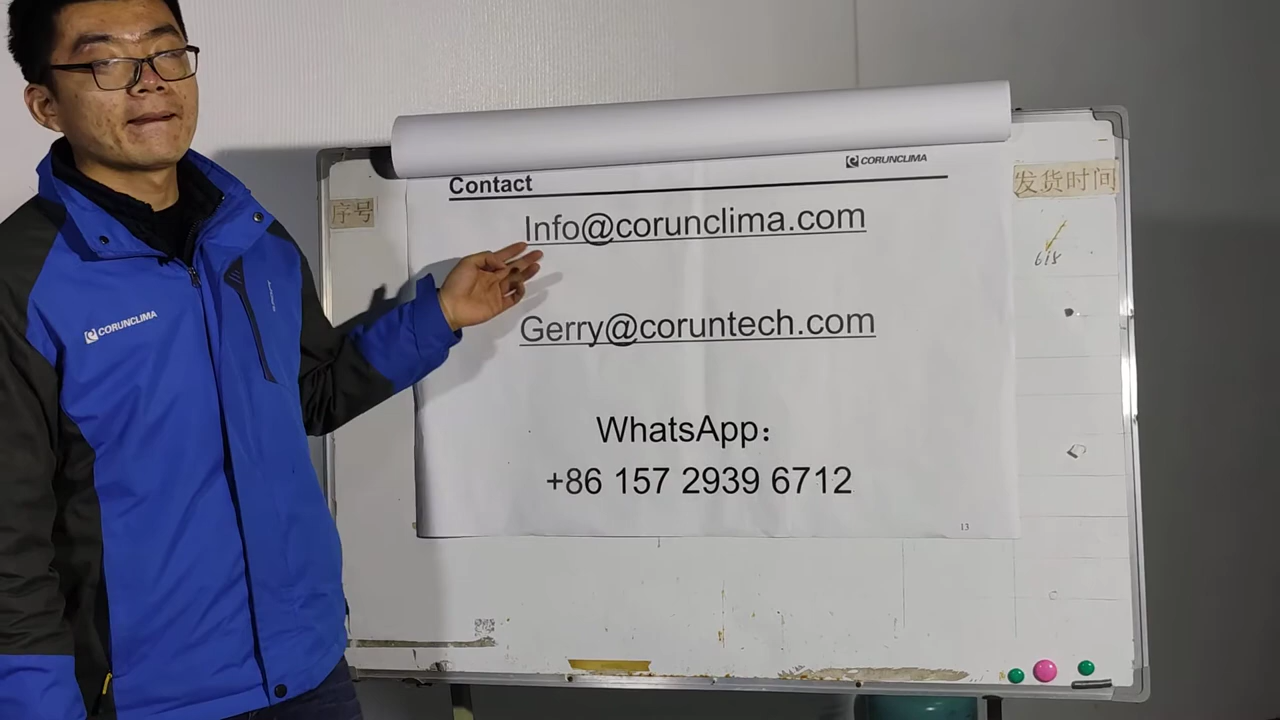 CORUNCLIMA
Contact
Info@corunclima.com
Gerry@coruntech.com
WhatsApp：
+86 157 2939 6712
13
序号
发货时间
CORUNCLIMA